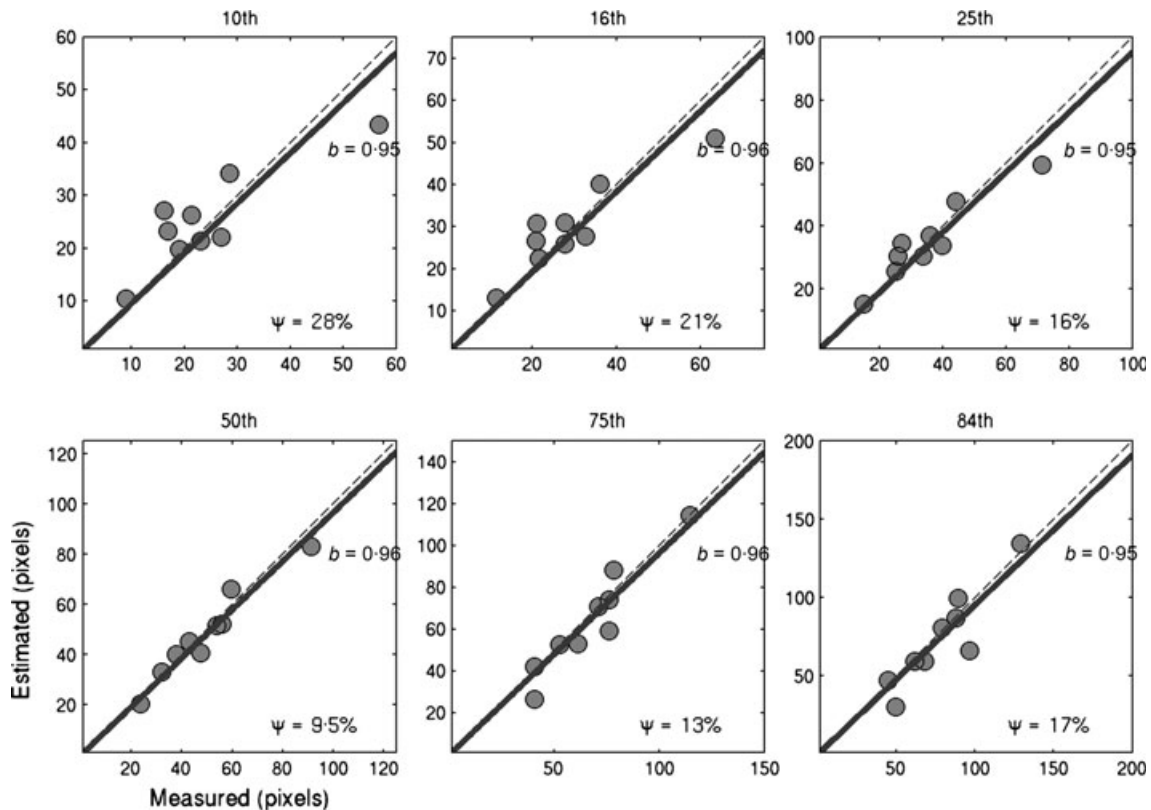 10th
60
50
40
30
20
10
b = 0·95
ψ = 28%
10 20 30 40 50 60
16th
70
60
50
40
30
20
10
b = 0·96
ψ = 21%
20 40 60
25th
100
80
60
40
20
b = 0·95
ψ = 16%
20 40 60 80 100
50th
120
100
80
60
40
20
b = 0·96
ψ = 9·5%
20 40 60 80 100 120
75th
150
140
120
100
80
60
40
20
b = 0·96
ψ = 13%
50 100 150
84th
200
150
100
50
b = 0·95
ψ = 17%
50 100 150 200
Estimated (pixels)
Measured (pixels)